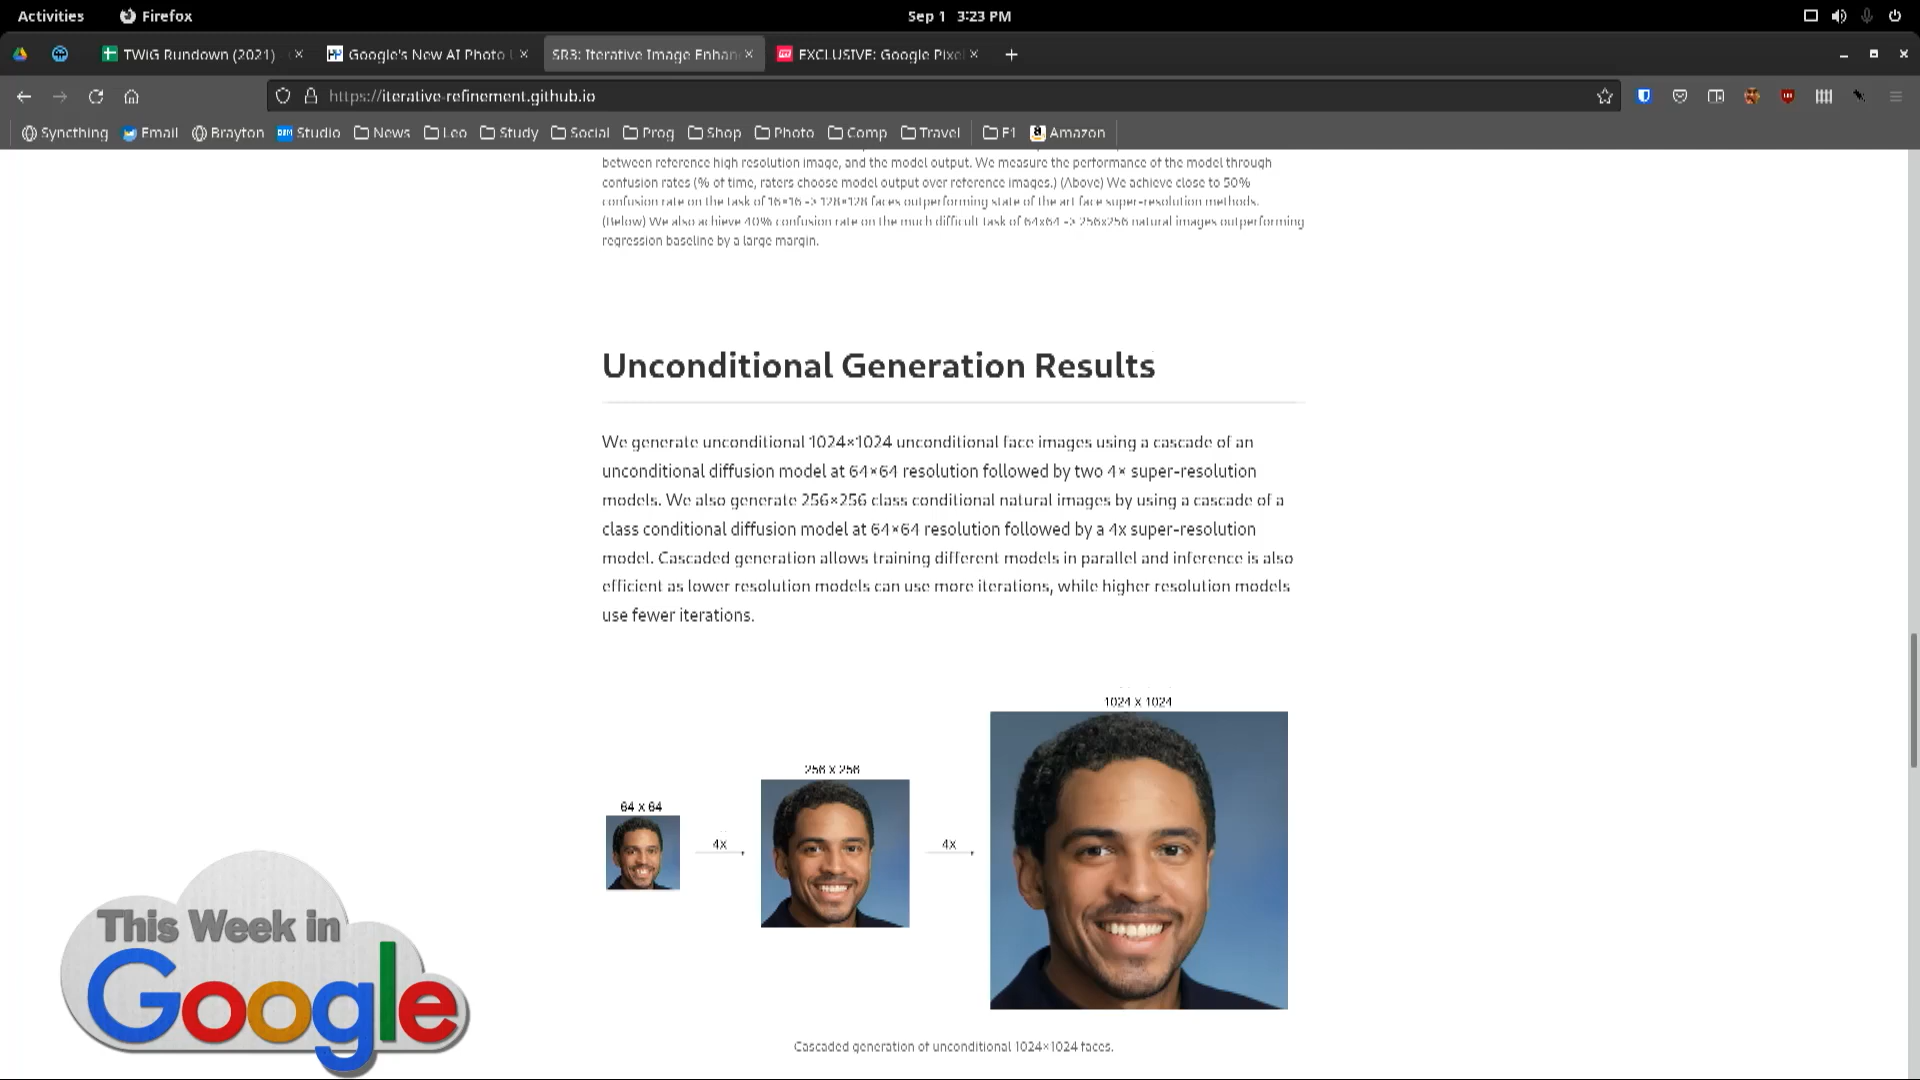 Activities
Firefox
Sep 1 3:23 PM
TWiG Rundown (2021)
Google's New AI Photo
SR3: Iterative Image Enhan
EXCLUSIVE: Google Pixel
https://iterative-refinement.github.io
Syncthing
Email
Brayton
Studio
News
Leo
Study
Social
Prog
Shop
Photo
Comp
Travel
F1
Amazon
between reference high resolution image, and the model output. We measure the performance of the model through
confusion rates (% of time, raters choose model output over reference images.) (Above) We achieve close to 50%
confusion rate on the task of 16×16 -> 128×128 faces outperforming state of the art face super-resolution methods.
(Below) We also achieve 40% confusion rate on the much difficult task of 64x64 -> 256x256 natural images outperforming
regression baseline by a large margin.
Unconditional Generation Results
We generate unconditional 1024×1024 unconditional face images using a cascade of an
unconditional diffusion model at 64×64 resolution followed by two 4× super-resolution
models. We also generate 256×256 class conditional natural images by using a cascade of a
class conditional diffusion model at 64×64 resolution followed by a 4x super-resolution
model. Cascaded generation allows training different models in parallel and inference is also
efficient as lower resolution models can use more iterations, while higher resolution models
use fewer iterations.
1024 x 1024
256 x 256
64 x 64
4x
4x
Cascaded generation of unconditional 1024×1024 faces.
This Week in
Google